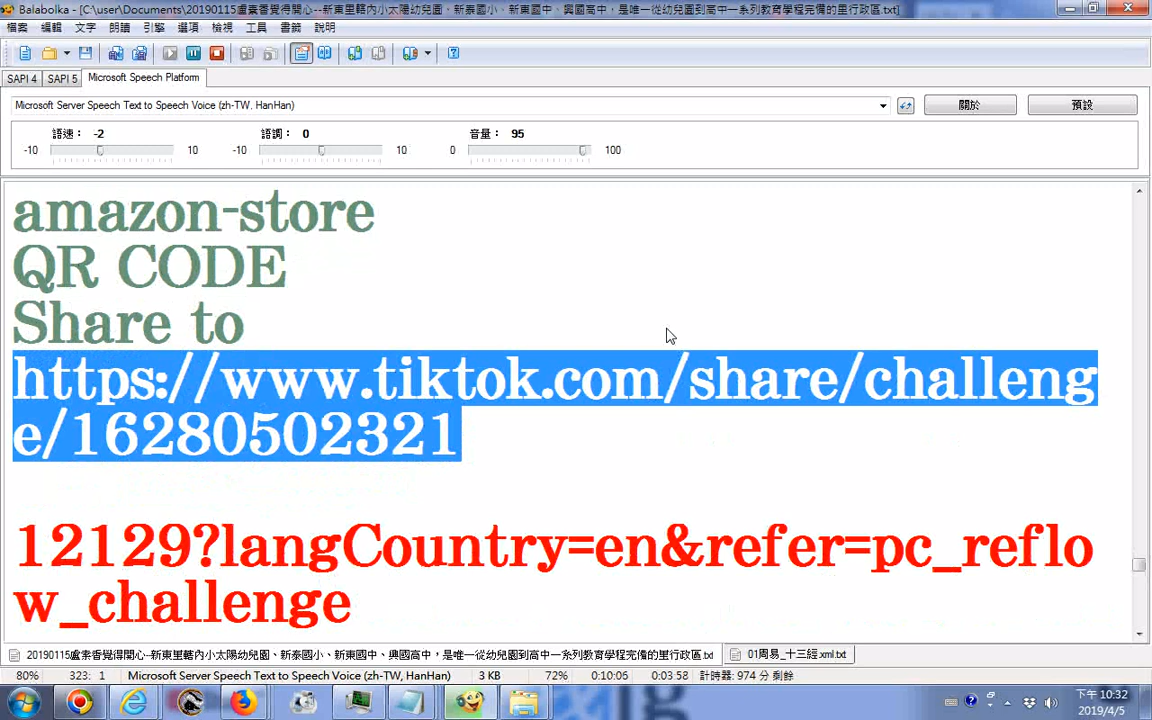 Balabolka - [C:\user\Documents\20190115盧素香覺得開心--新東里轄內小太陽幼兒園、新泰國小、新東國中、興國高中，是唯一從幼兒園到高中一系列教育學程完備的里行政區.txt]
檔案 編輯 文字 朗讀 引擎 選項 檢視 工具 書籤 說明
SAPI 4 SAPI 5 Microsoft Speech Platform
Microsoft Server Speech Text to Speech Voice (zh-TW, HanHan) 關於 預設
語速： -2 語調： 0 音量： 95
-10 10 -10 10 0 100
amazon-store
QR CODE
Share to
https://www.tiktok.com/share/challeng
e/16280502321
12129?langCountry=en&refer=pc_reflo
w_challenge
20190115盧素香覺得開心--新東里轄內小太陽幼兒園、新泰國小、新東國中、興國高中，是唯一從幼兒園到高中一系列教育學程完備的里行政區.txt 01周易_十三經.xml.txt
80% 323: 1 Microsoft Server Speech Text to Speech Voice (zh-TW, HanHan) 3 KB 72% 0:10:06 0:03:58 計時器: 974 分 剩餘
下午 10:32
2019/4/5